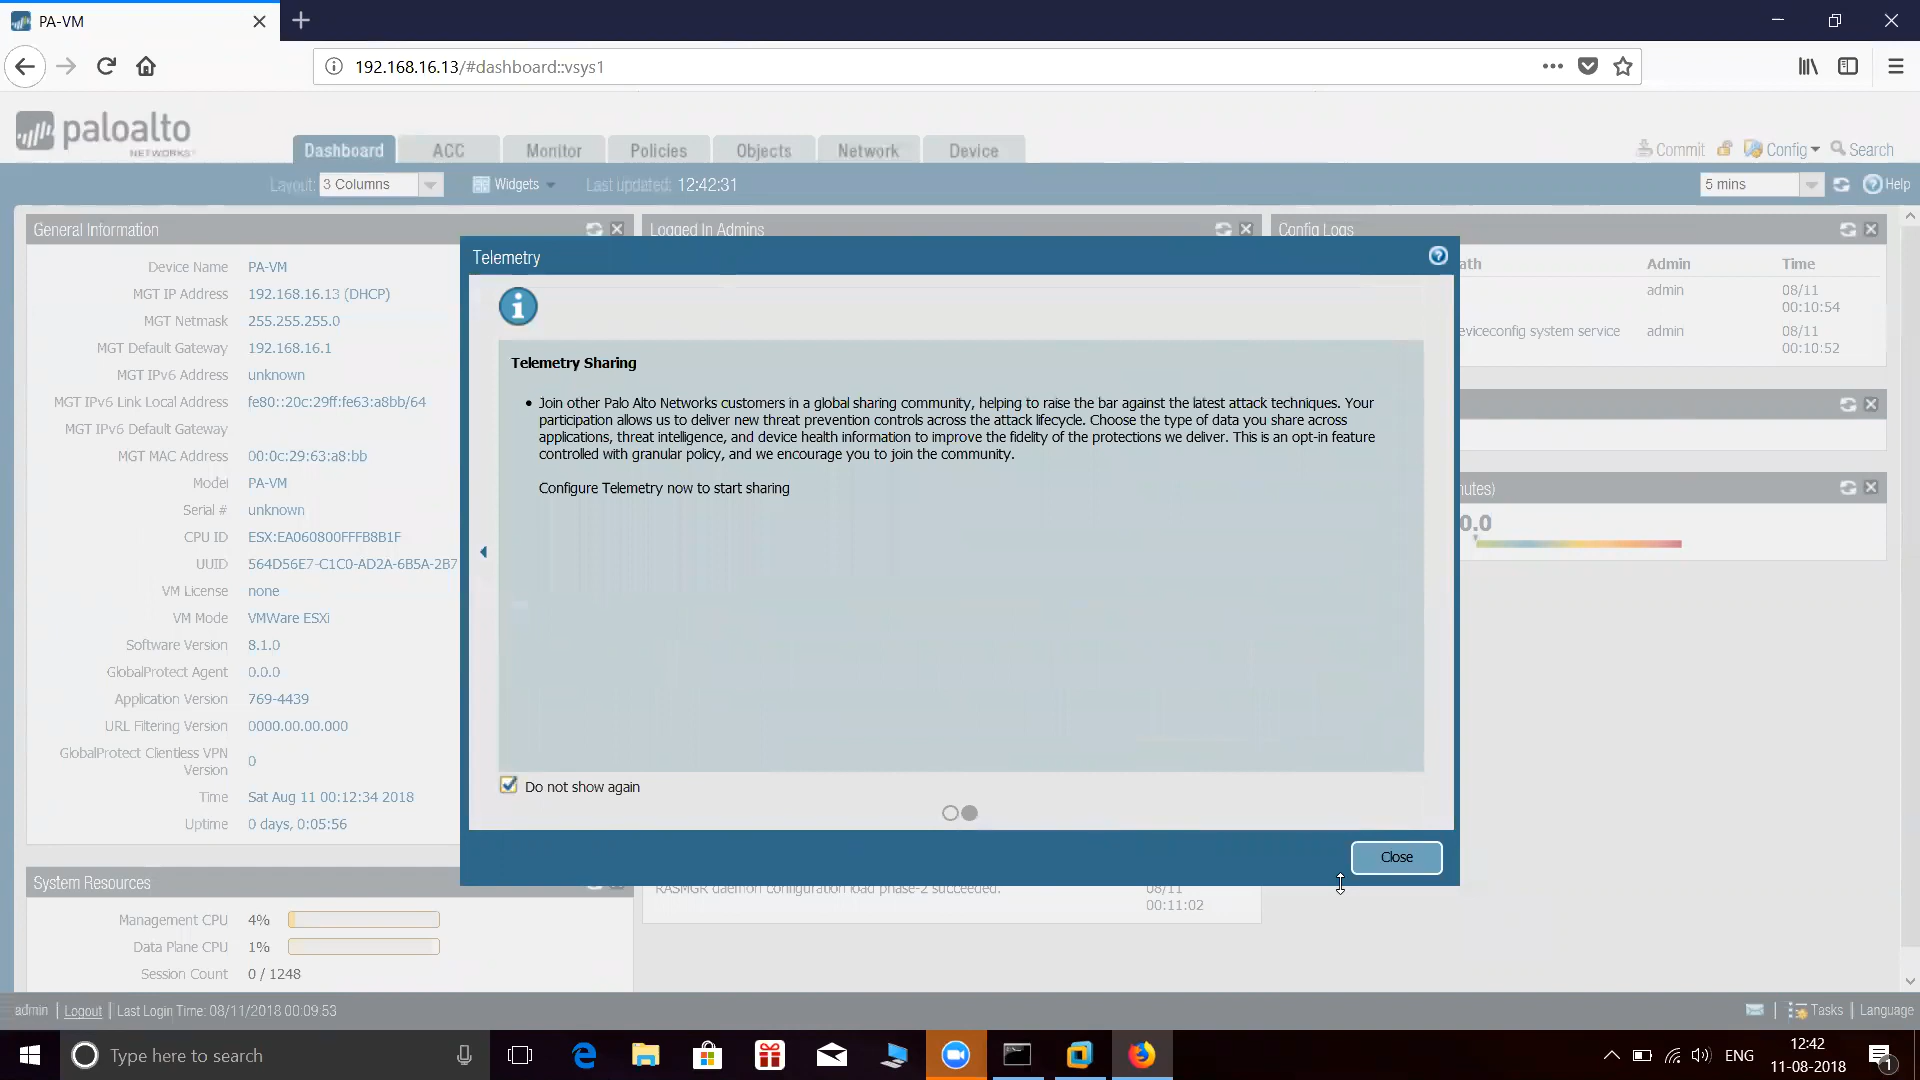 PA-VM
192.168.16.13/#dashboard::vsys1
paloalto
NETWORKS
Dashboard
ACC
Monitor
Policies
Objects
Network
Device
Commit
Config
Search
Layout: 3 Columns
Widgets
Last updated: 12:42:31
5 mins
Help
General Information
Device Name PA-VM
MGT IP Address 192.168.16.13 (DHCP)
MGT Netmask 255.255.255.0
MGT Default Gateway 192.168.16.1
MGT IPv6 Address unknown
MGT IPv6 Link Local Address fe80::20c:29ff:fe63:a8bb/64
MGT IPv6 Default Gateway
MGT MAC Address 00:0c:29:63:a8:bb
Model PA-VM
Serial # unknown
CPU ID ESX:EA060800FFFB8B1F
UUID 564D56E7-C1C0-AD2A-6B5A-2B7
VM License none
VM Mode VMWare ESXi
Software Version 8.1.0
GlobalProtect Agent 0.0.0
Application Version 769-4439
URL Filtering Version 0000.00.00.000
GlobalProtect Clientless VPN
Version 0
Time Sat Aug 11 00:12:34 2018
Uptime 0 days, 0:05:56
System Resources
Management CPU 4%
Data Plane CPU 1%
Session Count 0 / 1248
Logged In Admins
Telemetry
Telemetry Sharing
• Join other Palo Alto Networks customers in a global sharing community, helping to raise the bar against the latest attack techniques. Your
participation allows us to deliver new threat prevention controls across the attack lifecycle. Choose the type of data you share across
applications, threat intelligence, and device health information to improve the fidelity of the protections we deliver. This is an opt-in feature
controlled with granular policy, and we encourage you to join the community.
Configure Telemetry now to start sharing
Do not show again
Close
RASMGR daemon configuration load phase-2 succeeded.
08/11
00:11:02
Config Logs
ath Admin Time
admin 08/11
00:10:54
eviceconfig system service admin 08/11
00:10:52
nutes)
0.0
admin | Logout | Last Login Time: 08/11/2018 00:09:53
Tasks | Language
Type here to search
ENG
12:42
11-08-2018
1